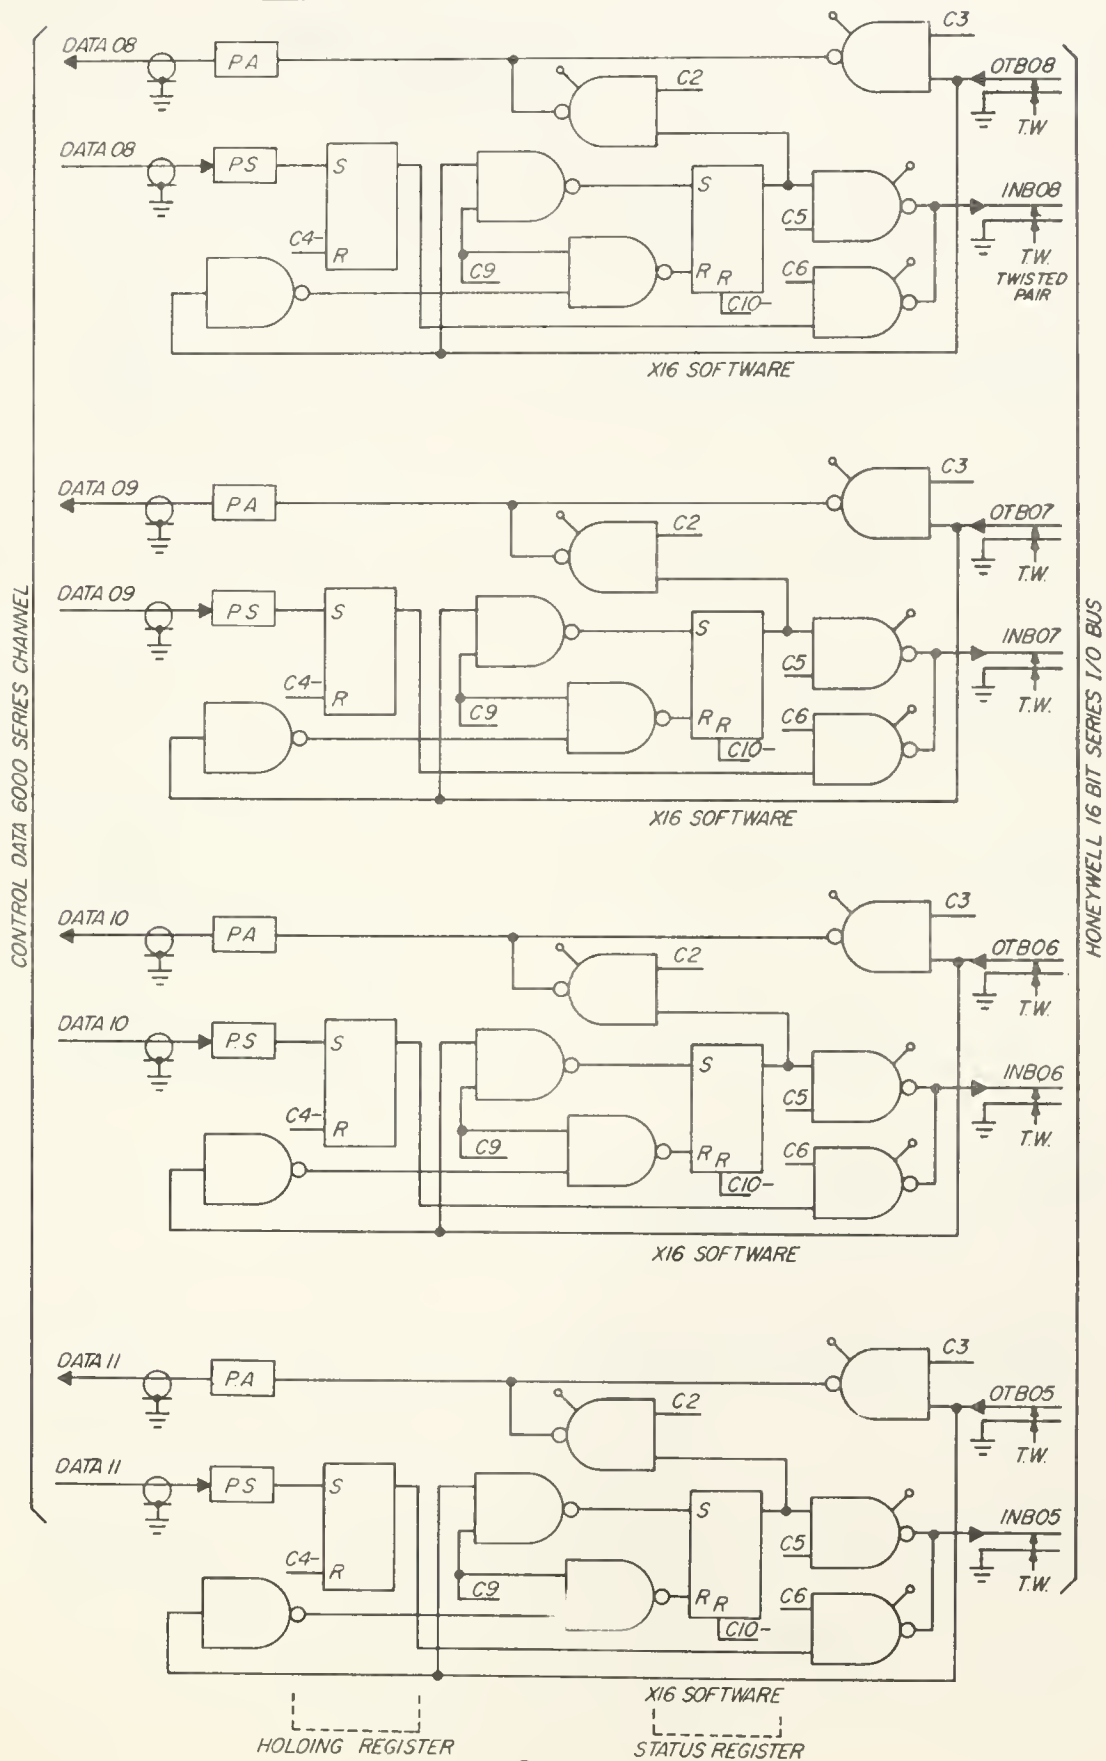 C3
DATA 08
PA
OTB08
C2
T.W
DATA 08
PS
S
S
INB08
C5
C4-
R
T.W.
TWISTED
PAIR
C9
R
R
C6
C10-
X16 SOFTWARE
C3
DATA 09
PA
OTB07
C2
T.W.
DATA 09
PS
S
S
INB07
C5
C4-
R
T.W.
C9
R
R
C6
C10-
X16 SOFTWARE
CONTROL DATA 6000 SERIES CHANNEL
HONEYWELL 16 BIT SERIES I/O BUS
C3
DATA 10
PA
OTB06
C2
T.W.
DATA 10
P.S
S
S
INB06
C5
C4-
R
T.W.
C9
R
R
C6
C10-
X16 SOFTWARE
C3
DATA 11
P.A
OTB05
C2
T.W.
DATA 11
PS
S
S
INB05
C5
C4-
R
T.W.
C9
R
R
C6
C10-
X16 SOFTWARE
HOLDING REGISTER
STATUS REGISTER